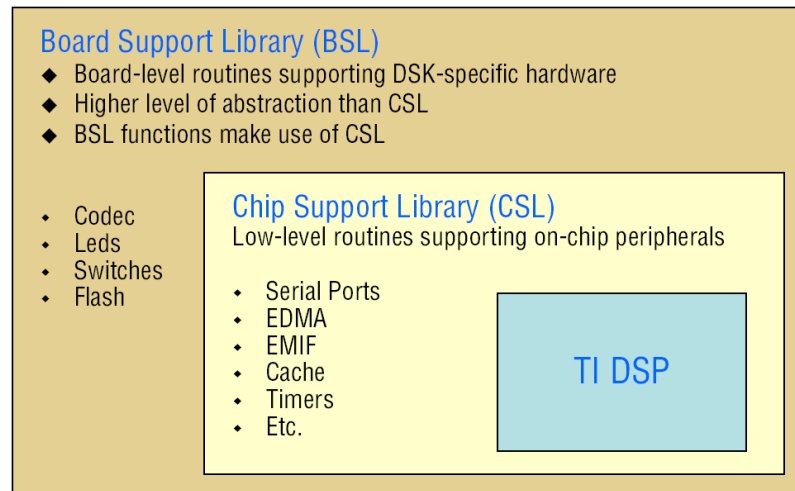 Board Support Library (BSL)
◆ Board-level routines supporting DSK-specific hardware
◆ Higher level of abstraction than CSL
◆ BSL functions make use of CSL
◆ Codec
◆ Leds
◆ Switches
◆ Flash
Chip Support Library (CSL)
Low-level routines supporting on-chip peripherals
◆ Serial Ports
◆ EDMA
◆ EMIF
◆ Cache
◆ Timers
◆ Etc.
TI DSP